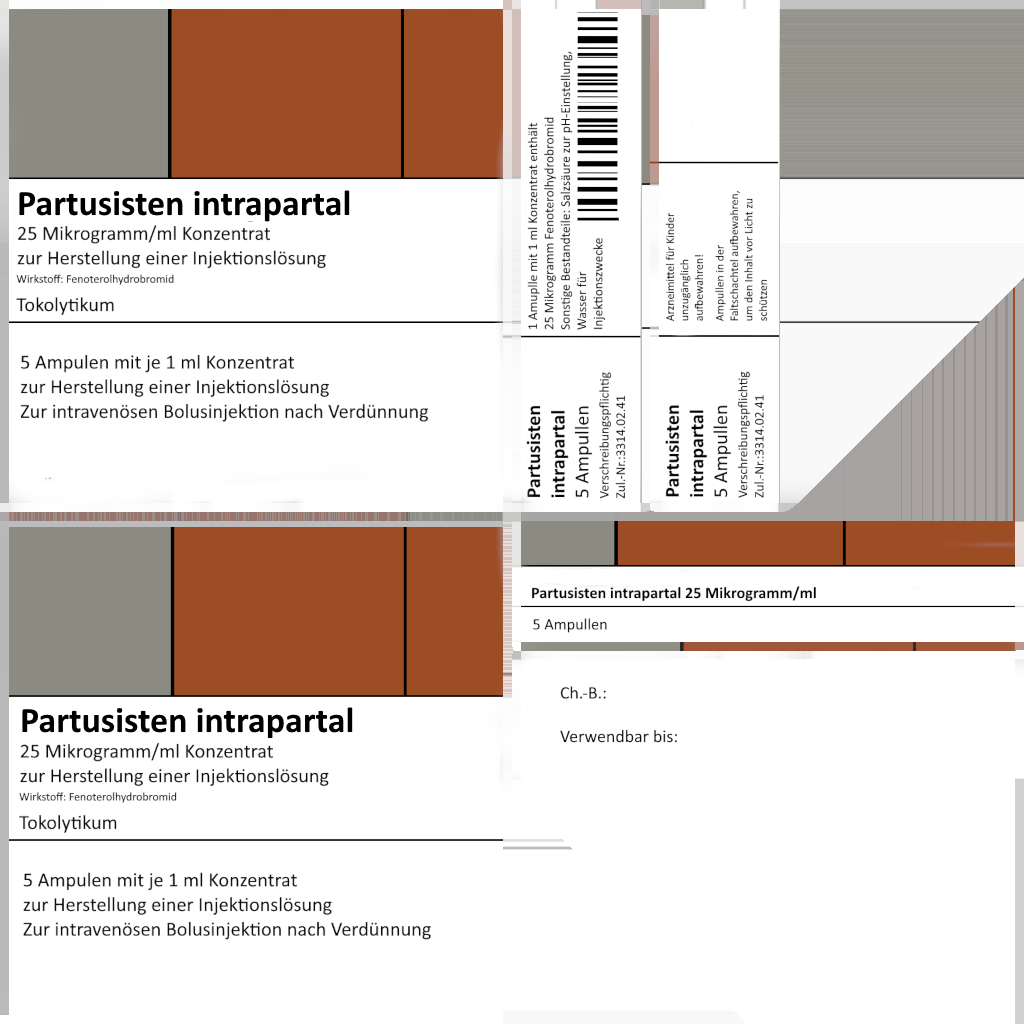 Partusisten intrapartal
25 Mikrogramm/ml Konzentrat
zur Herstellung einer Injektionslösung
Wirkstoff: Fenoterolhydrobromid
Tokolytikum
5 Ampulen mit je 1 ml Konzentrat
zur Herstellung einer Injektionslösung
Zur intravenösen Bolusinjektion nach Verdünnung
1 Amuplle mit 1 ml Konzentrat enthält
25 Mikrogramm Fenoterolhydrobromid
Sonstige Bestandteile: Salzsäure zur pH-Einstellung,
Wasser für
Injektionszwecke
Partusisten
intrapartal
5 Ampullen
Verschreibungspflichtig
Zul.-Nr.:3314.02.41
Arzneimittel für Kinder
unzugänglich
aufbewahren!
Ampullen in der
Faltschachtel aufbewahren,
um den Inhalt vor Licht zu
schützen
Partusisten
intrapartal
5 Ampullen
Verschreibungspflichtig
Zul.-Nr.:3314.02.41
Partusisten intrapartal
25 Mikrogramm/ml Konzentrat
zur Herstellung einer Injektionslösung
Wirkstoff: Fenoterolhydrobromid
Tokolytikum
5 Ampulen mit je 1 ml Konzentrat
zur Herstellung einer Injektionslösung
Zur intravenösen Bolusinjektion nach Verdünnung
Partusisten intrapartal 25 Mikrogramm/ml
5 Ampullen
Ch.-B.:
Verwendbar bis: